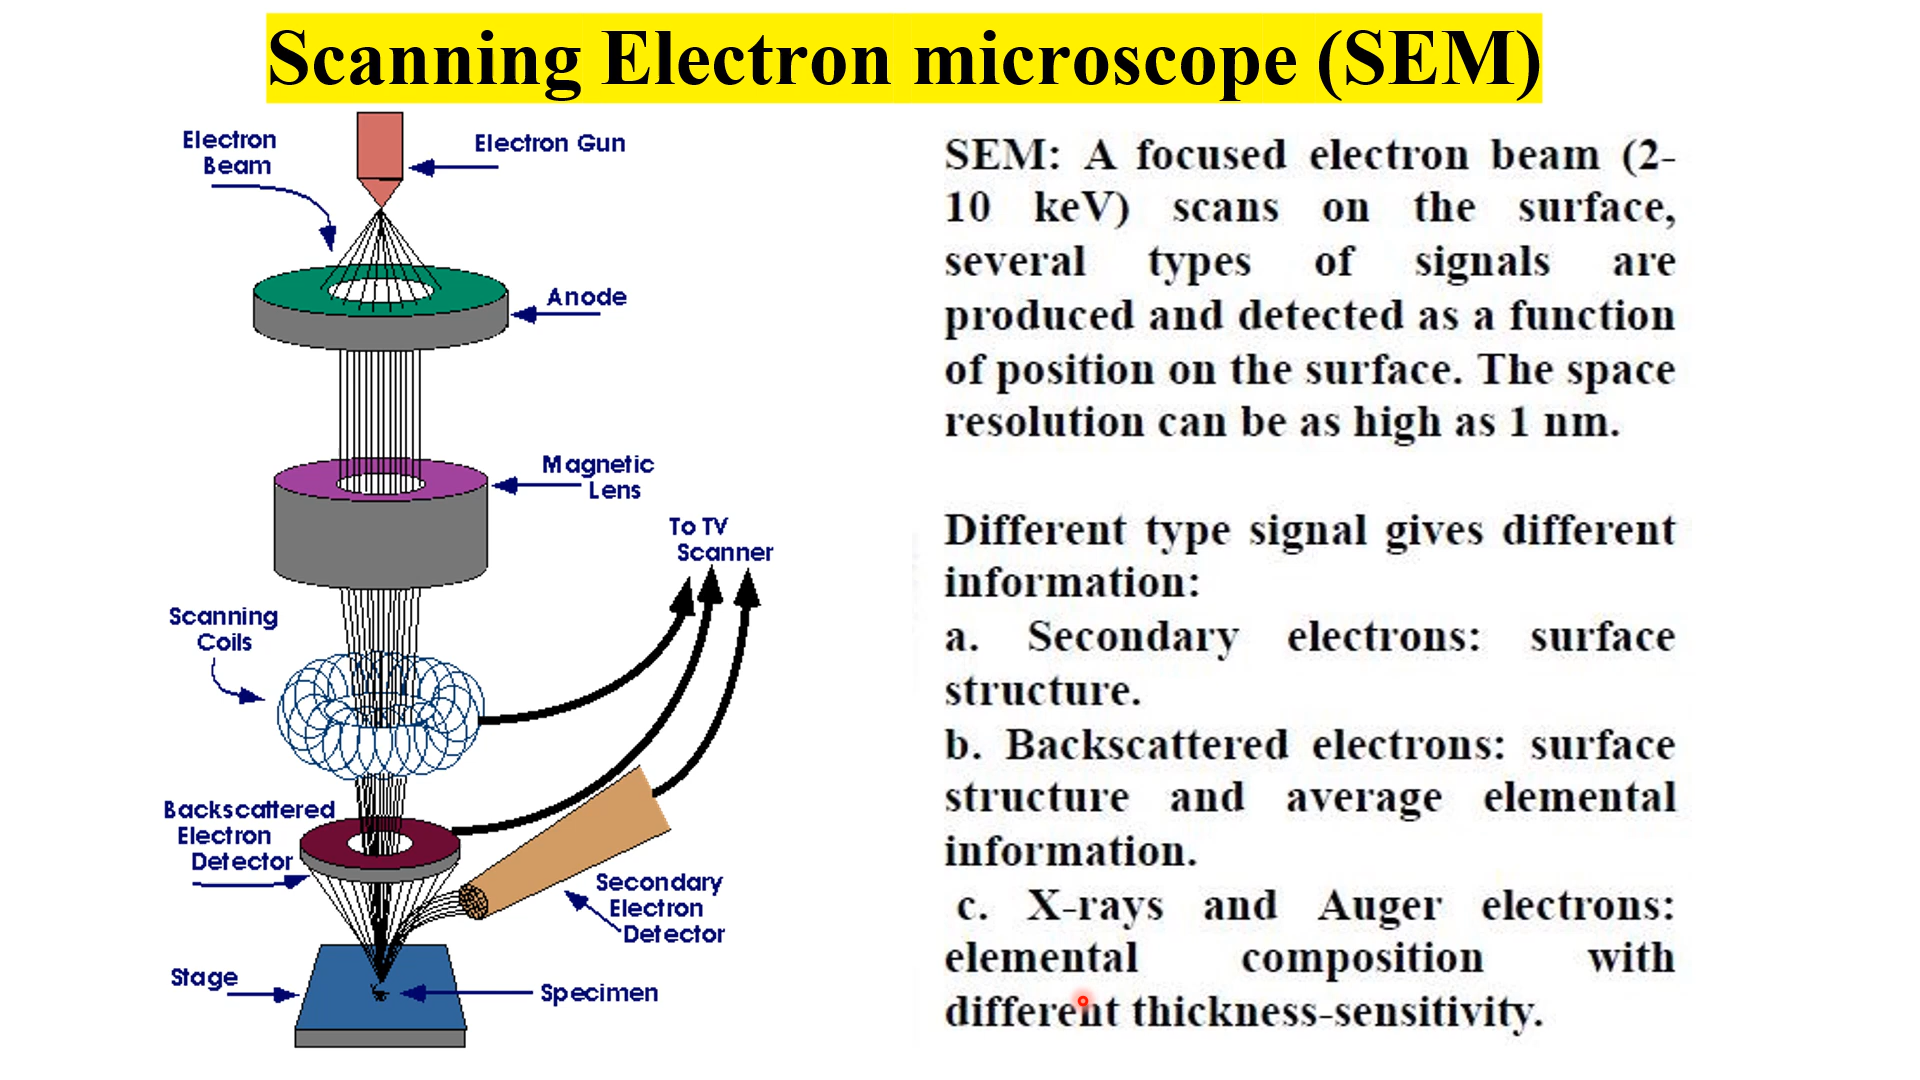 Scanning Electron microscope (SEM)
Electron
Beam
Electron Gun
Anode
Magnetic
Lens
To TV
Scanner
Scanning
Coils
Backscattered
Electron
Detector
Secondary
Electron
Detector
Stage
Specimen
SEM: A focused electron beam (2-
10 keV) scans on the surface,
several types of signals are
produced and detected as a function
of position on the surface. The space
resolution can be as high as 1 nm.
Different type signal gives different
information:
a. Secondary electrons: surface
structure.
b. Backscattered electrons: surface
structure and average elemental
information.
c. X-rays and Auger electrons:
elemental composition with
different thickness-sensitivity.